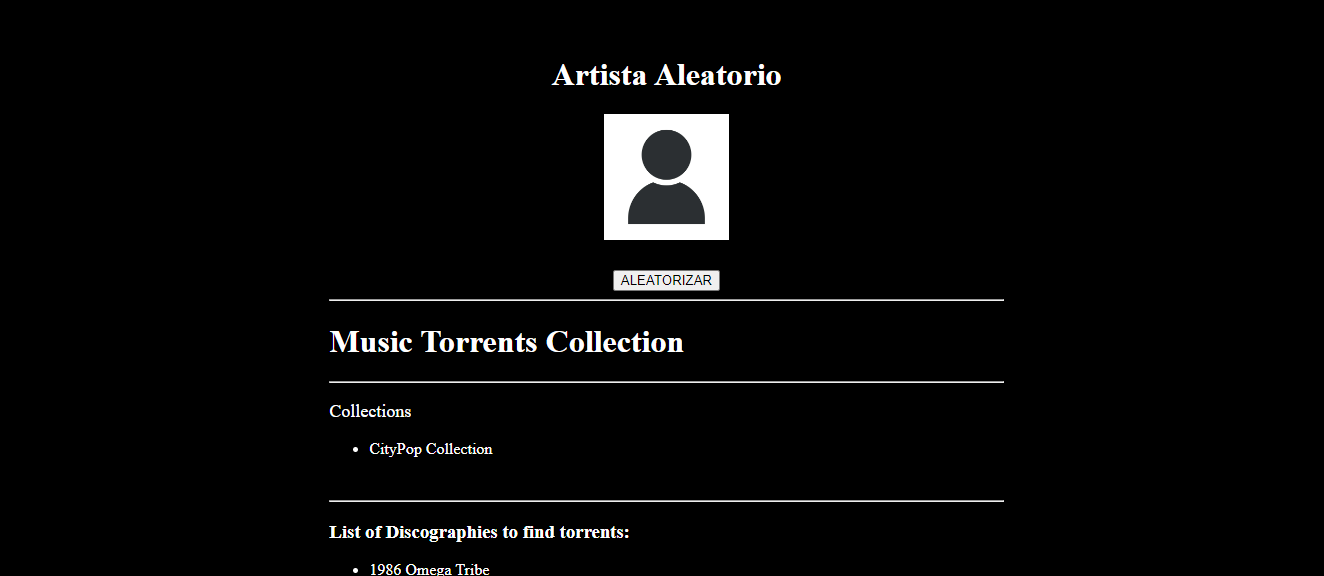 Artista Aleatorio
ALEATORIZAR
Music Torrents Collection
Collections
CityPop Collection
List of Discographies to find torrents:
1986 Omega Tribe